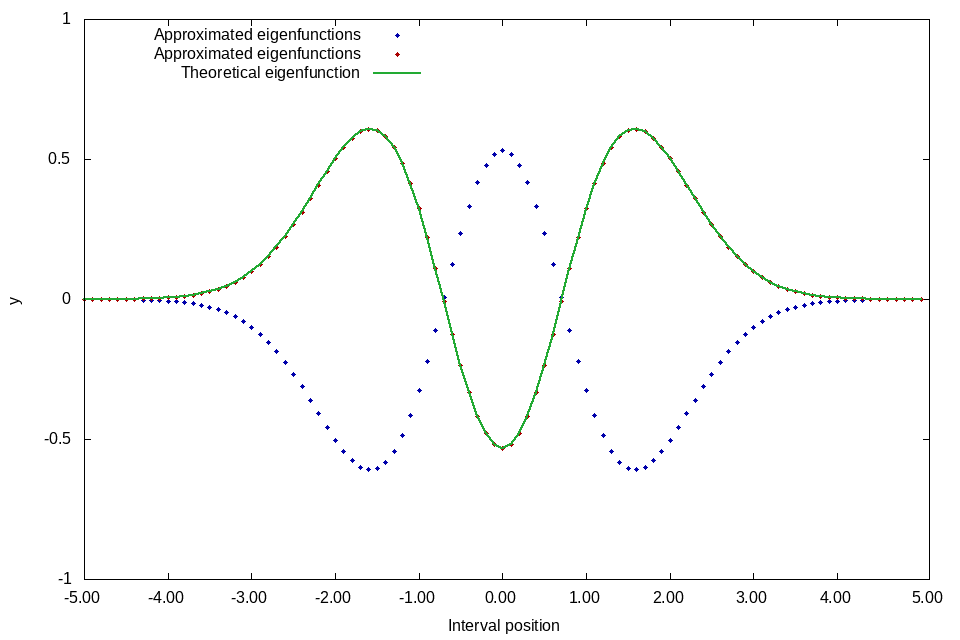 Approximated eigenfunctions
Approximated eigenfunctions
Theoretical eigenfunction
1
0.5
0
-0.5
-1
y
-5.00 -4.00 -3.00 -2.00 -1.00 0.00 1.00 2.00 3.00 4.00 5.00
Interval position